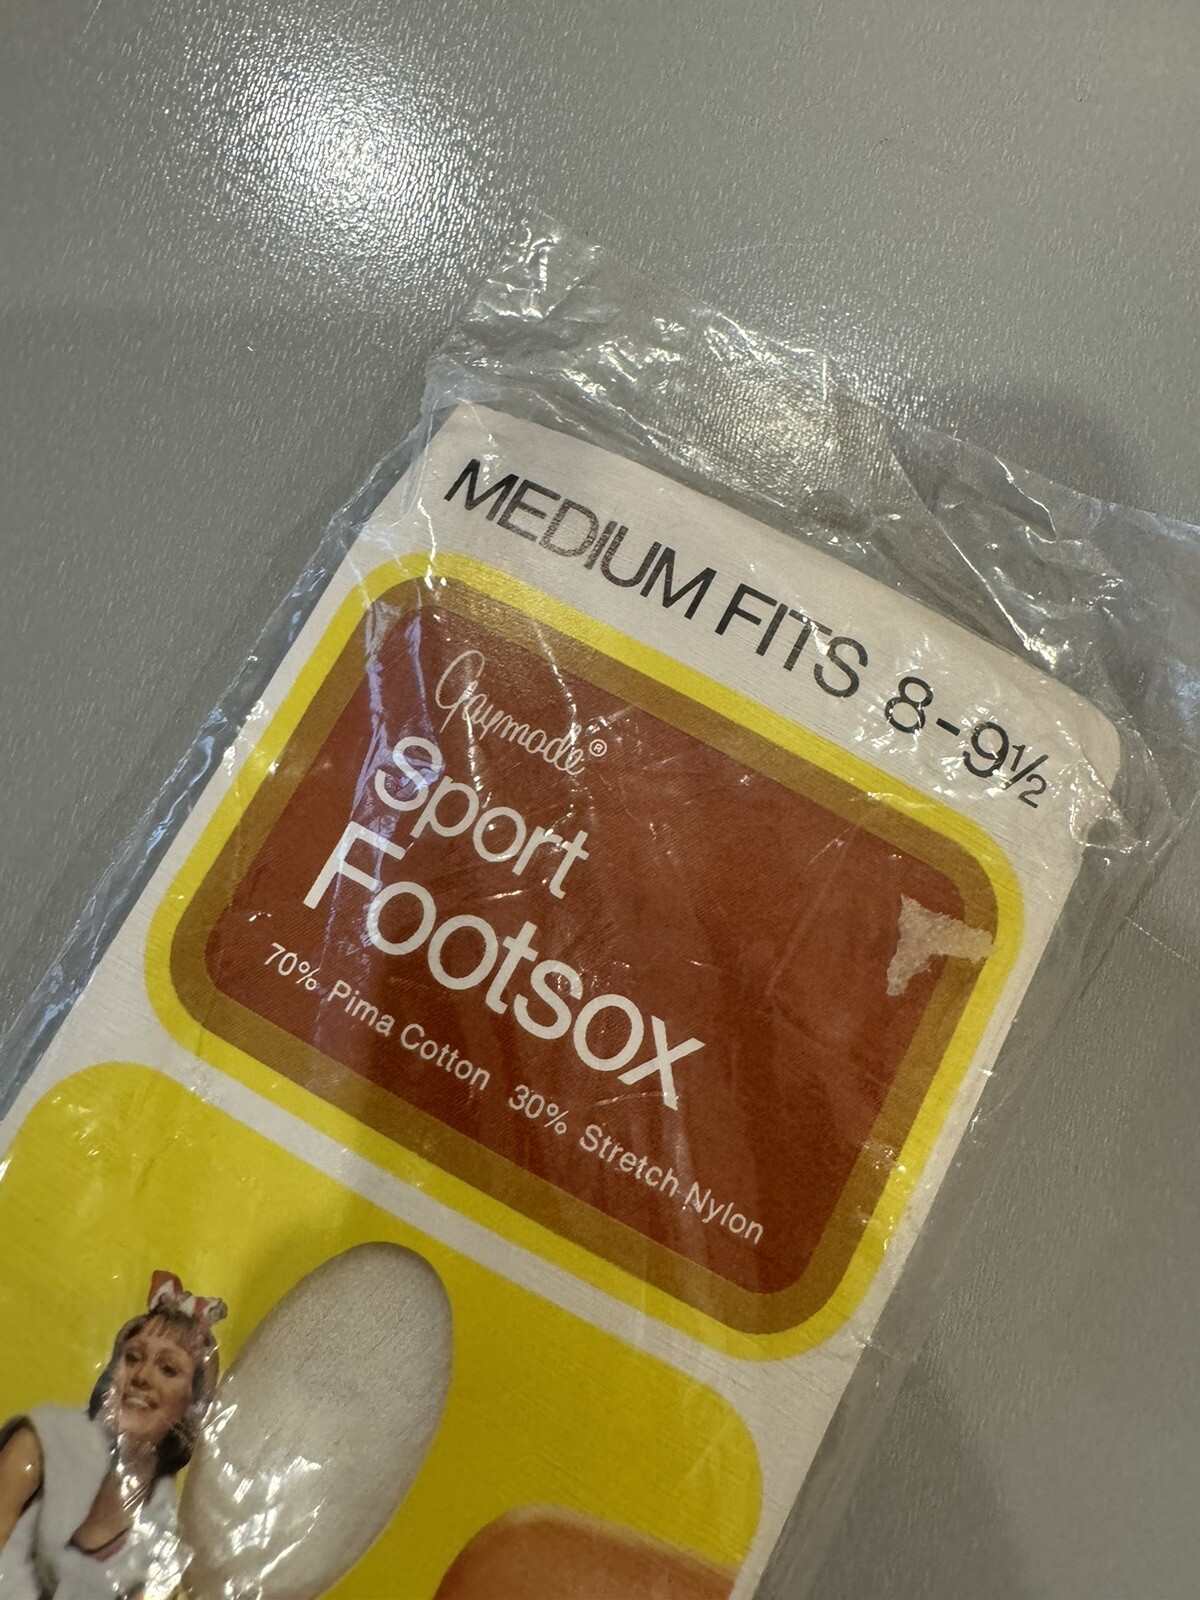 MEDIUM FITS 8-9½
Gaymode®
Sport
Footsox
70% Pima Cotton 30% Stretch Nylon